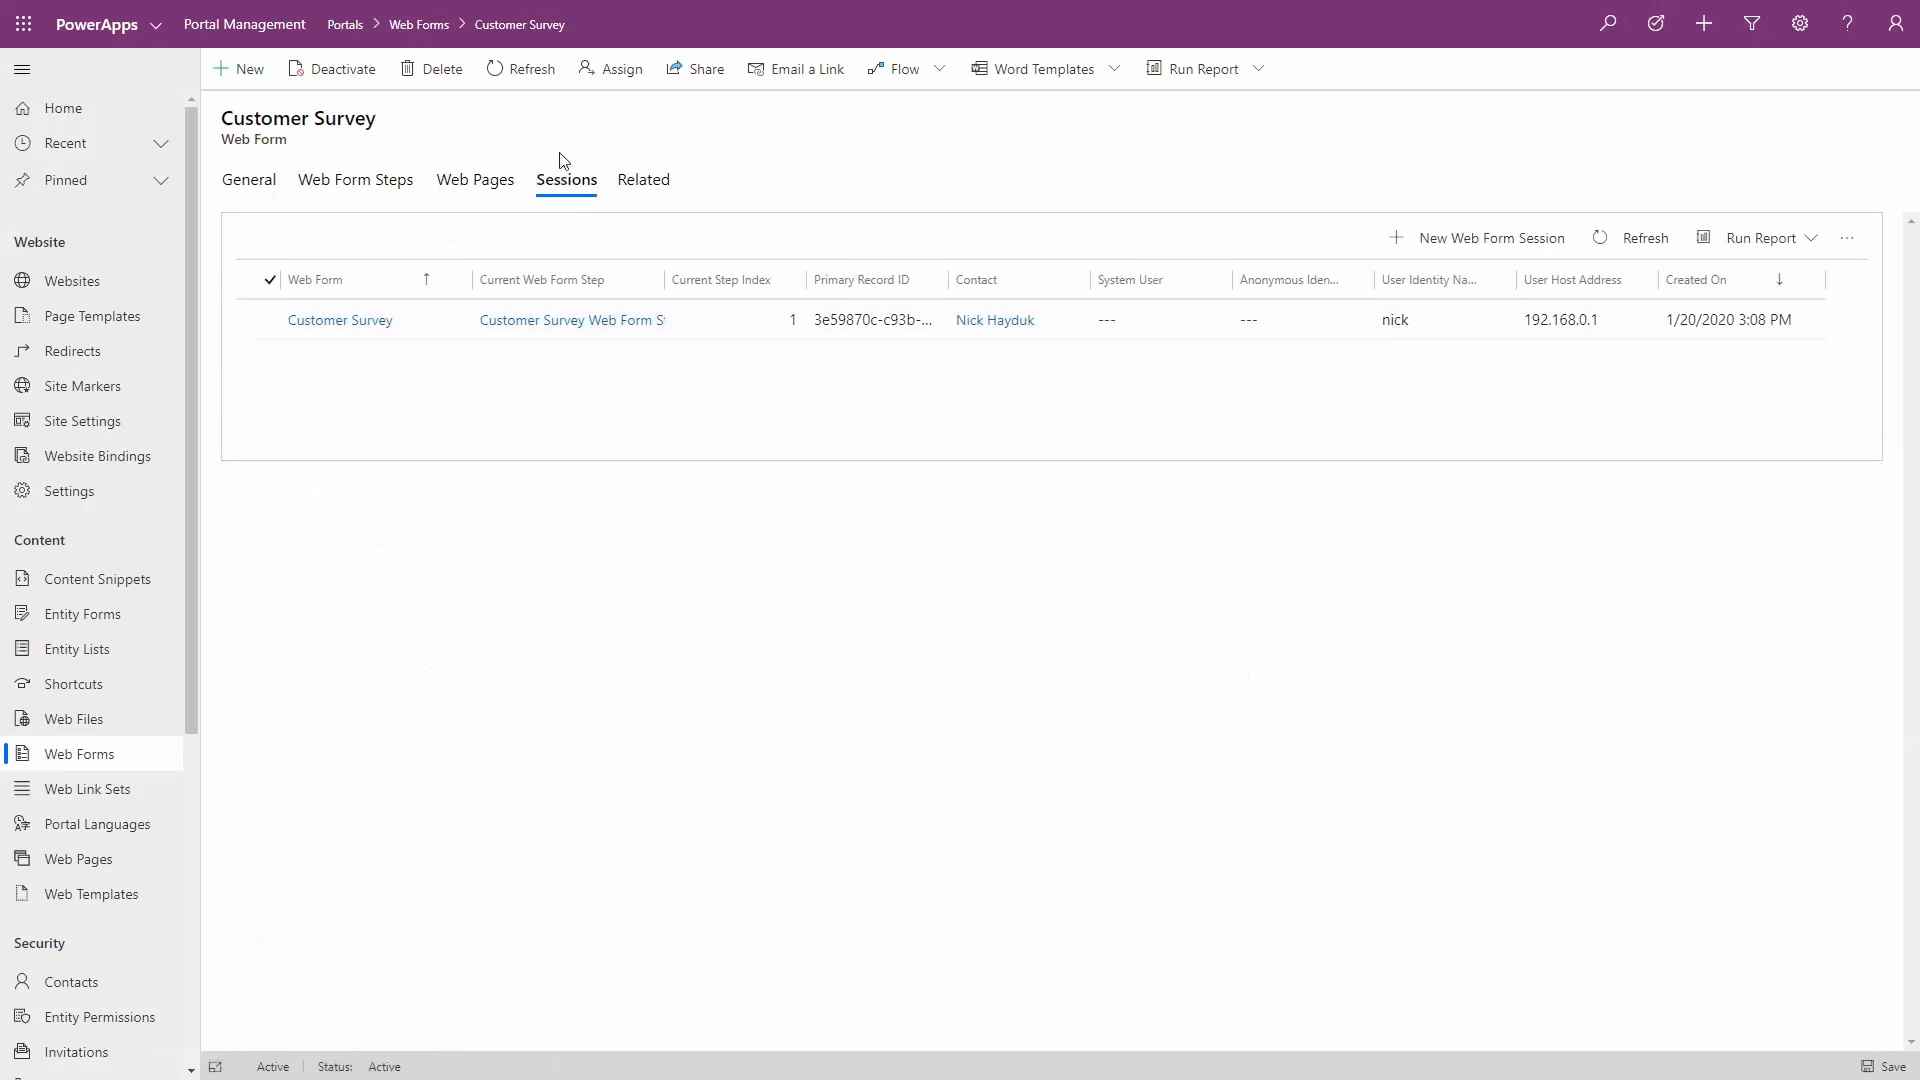 PowerApps Portal Management Portals Web Forms Customer Survey
New Deactivate Delete Refresh Assign Share Email a Link Flow Word Templates Run Report
Home
Recent
Pinned
Website
Websites
Page Templates
Redirects
Site Markers
Site Settings
Website Bindings
Settings
Content
Content Snippets
Entity Forms
Entity Lists
Shortcuts
Web Files
Web Forms
Web Link Sets
Portal Languages
Web Pages
Web Templates
Security
Contacts
Entity Permissions
Invitations
Customer Survey
Web Form
General Web Form Steps Web Pages Sessions Related
New Web Form Session Refresh Run Report ...
Web Form Current Web Form Step Current Step Index Primary Record ID Contact System User Anonymous Iden... User Identity Na... User Host Address Created On
Customer Survey Customer Survey Web Form S 1 3e59870c-c93b-... Nick Hayduk --- --- nick 192.168.0.1 1/20/2020 3:08 PM
Active Status: Active Save